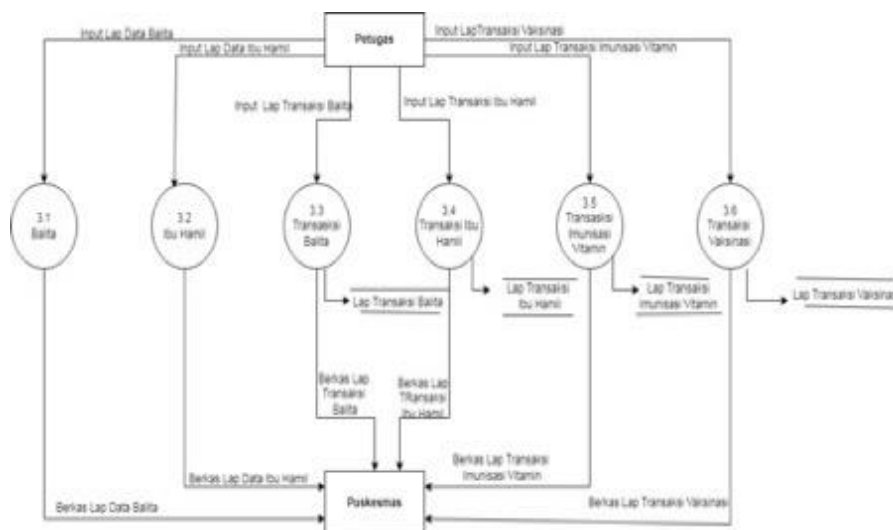 Input Lap Data Balita
Petugas
Input LapTransaksi Vaksinasi
Input Lap Data Ibu Hamil
Input Lap Transaksi Imunisasi Vitamin
Input Lap Transaksi Balita
Input Lap Transaksi Ibu Hamil
3.1
Balita
3.2
Ibu Hamil
3.3
Transaksi
Balita
3.4
Transaksi Ibu
Hamil
3.5
Transasksi
Imunisasi
Vitamin
3.6
Transaksi
Vaksinasi
Lap Transaksi Balita
Lap Transaksi
Ibu Hamil
Lap Transaksi
Imunisasi Vitamin
Lap Transaksi Vaksinasi
Berkas Lap
Transaksi
Balita
Berkas Lap
TRansaksi
Ibu Hamil
Berkas Lap Data Ibu Hamil
Berkas Lap Transaksi
Imunisasi Vitamin
Berkas Lap Data Balita
Puskesmas
Berkas Lap Transaksi Vaksinasi